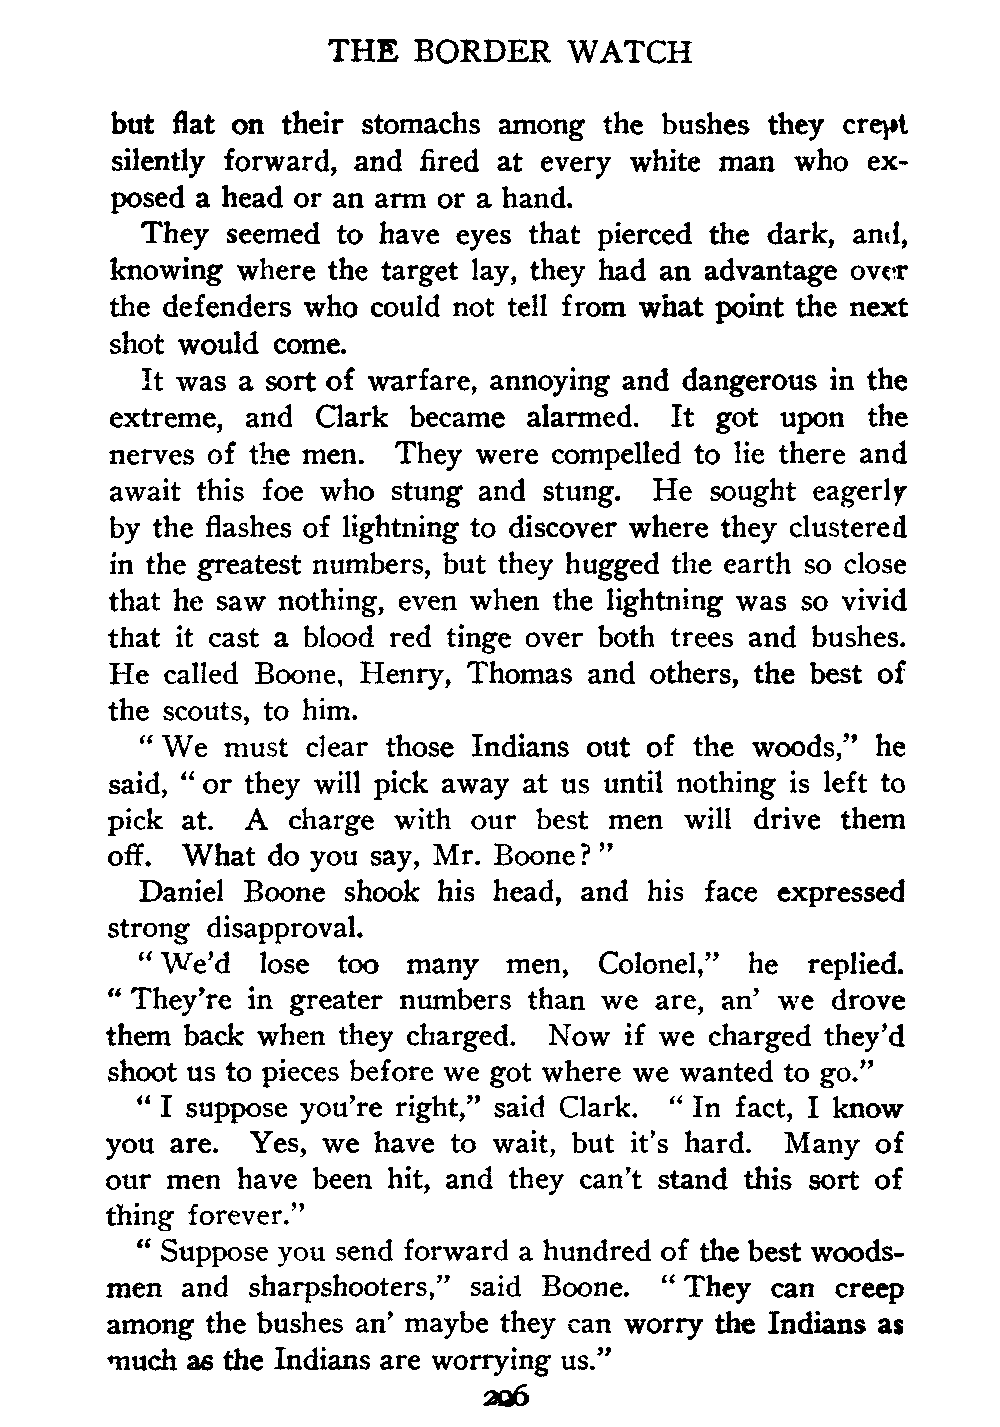 THE BORDER WATCH
but flat on their stomachs among the bushes they crept
silently forward, and fired at every white man who ex-
posed a head or an arm or a hand.
They seemed to have eyes that pierced the dark, and,
knowing where the target lay, they had an advantage over
the defenders who could not tell from what point the next
shot would come.
It was a sort of warfare, annoying and dangerous in the
extreme, and Clark became alarmed. It got upon the
nerves of the men. They were compelled to lie there and
await this foe who stung and stung. He sought eagerly
by the flashes of lightning to discover where they clustered
in the greatest numbers, but they hugged the earth so close
that he saw nothing, even when the lightning was so vivid
that it cast a blood red tinge over both trees and bushes.
He called Boone, Henry, Thomas and others, the best of
the scouts, to him.
“ We must clear those Indians out of the woods,” he
said, “ or they will pick away at us until nothing is left to
pick at. A charge with our best men will drive them
off. What do you say, Mr. Boone? ”
Daniel Boone shook his head, and his face expressed
strong disapproval.
“ We’d lose too many men, Colonel,” he replied.
“ They’re in greater numbers than we are, an’ we drove
them back when they charged. Now if we charged they’d
shoot us to pieces before we got where we wanted to go.”
“ I suppose you’re right,” said Clark. “ In fact, I know
you are. Yes, we have to wait, but it’s hard. Many of
our men have been hit, and they can’t stand this sort of
thing forever.”
“ Suppose you send forward a hundred of the best woods-
men and sharpshooters,” said Boone. “ They can creep
among the bushes an’ maybe they can worry the Indians as
much as the Indians are worrying us.”
206